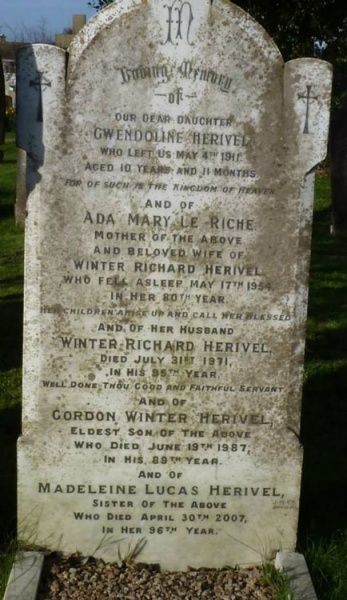 IN
Loving Memory
of
OUR DEAR DAUGHTER
GWENDOLINE HERIVEL
WHO LEFT US MAY 4TH 1911.
AGED 10 YEARS AND 11 MONTHS
FOR OF SUCH IS THE KINGDOM OF HEAVEN
AND OF
ADA MARY LE RICHE
MOTHER OF THE ABOVE
AND BELOVED WIFE OF
WINTER RICHARD HERIVEL
WHO FELL ASLEEP MAY 17TH 1954,
IN HER 80TH YEAR.
HER CHILDREN ARISE UP AND CALL HER BLESSED
AND OF HER HUSBAND
WINTER RICHARD HERIVEL,
DIED JULY 31ST 1971,
IN HIS 95TH YEAR.
WELL DONE THOU GOOD AND FAITHFUL SERVANT
AND OF
GORDON WINTER HERIVEL,
ELDEST SON OF THE ABOVE
WHO DIED JUNE 19TH 1987,
IN HIS 89TH YEAR.
AND OF
MADELEINE LUCAS HERIVEL,
SISTER OF THE ABOVE
WHO DIED APRIL 30TH 2007,
IN HER 96TH YEAR.